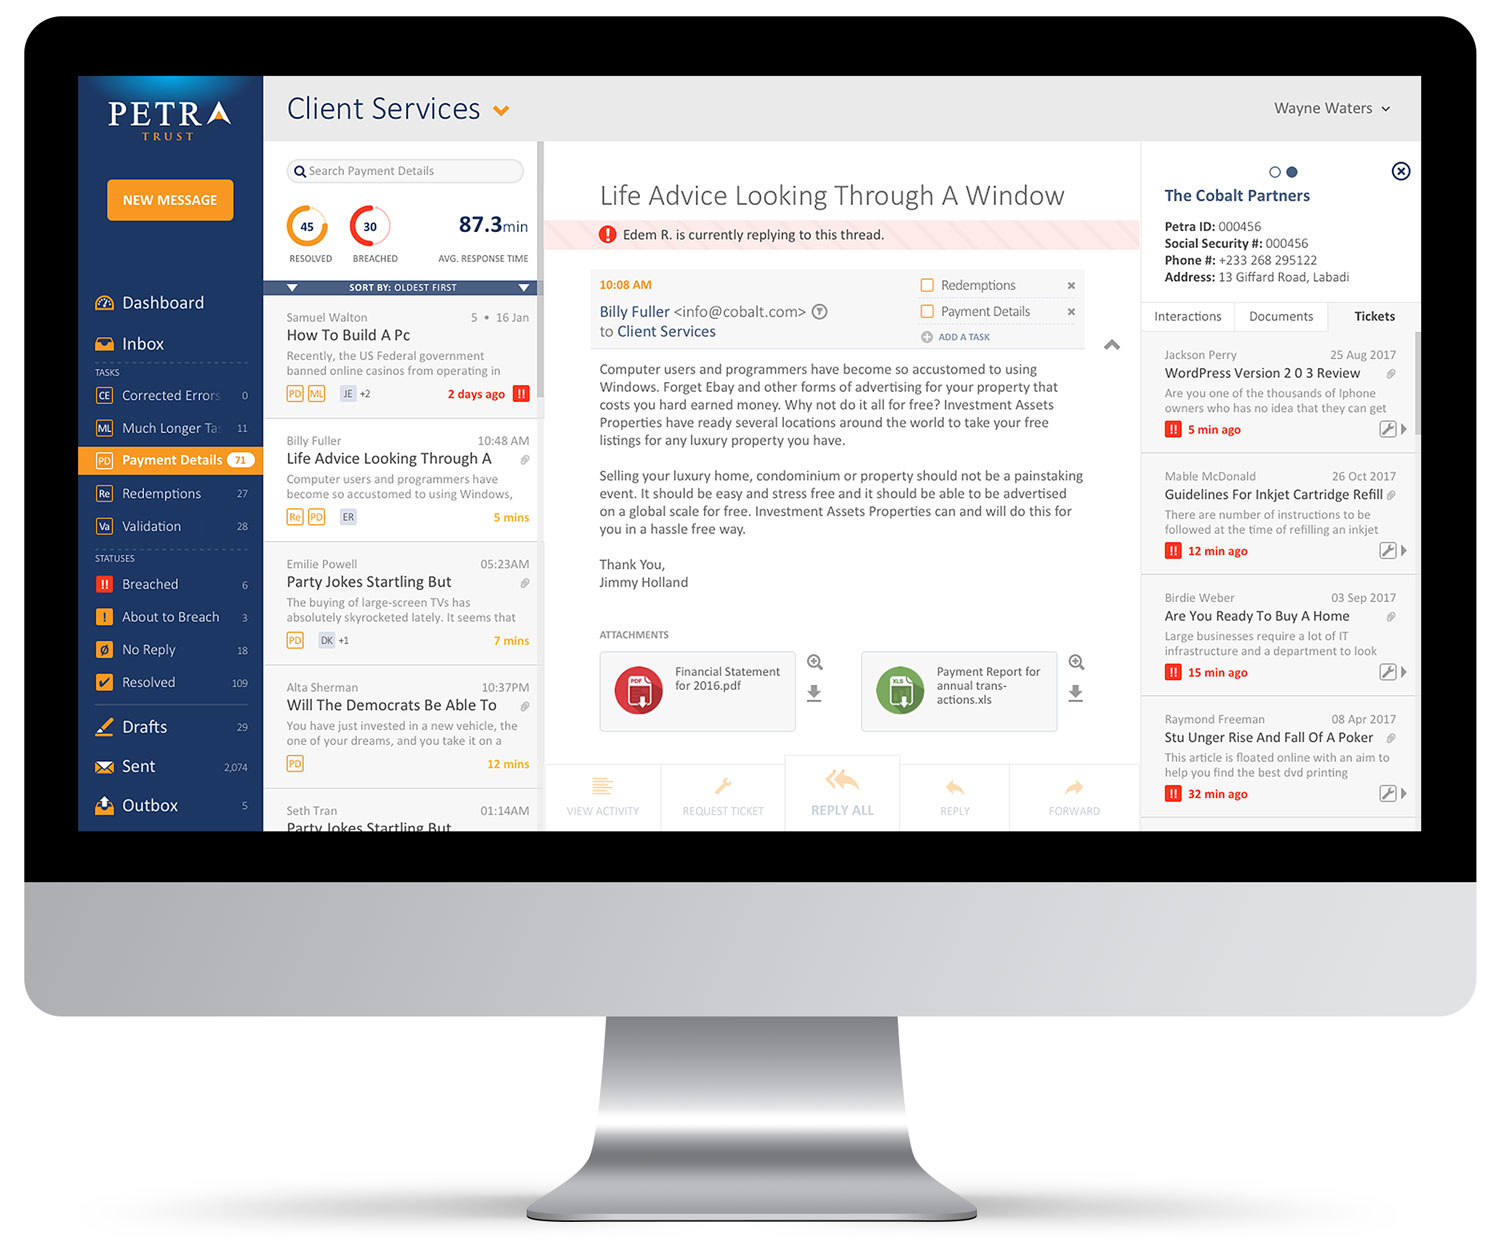 PETRA
TRUST
NEW MESSAGE
Dashboard
Inbox
TASKS
CE Corrected Errors 0
ML Much Longer Tas 11
PD Payment Details 71
Re Redemptions 27
Va Validation 28
STATUSES
!! Breached 6
! About to Breach 3
No Reply 18
Resolved 109
Drafts 29
Sent 2,074
Outbox 5
Client Services
Wayne Waters
Search Payment Details
45
30
87.3min
RESOLVED
BREACHED
AVG. RESPONSE TIME
SORT BY: OLDEST FIRST
Samuel Walton 5 • 16 Jan
How To Build A Pc
Recently, the US Federal government
banned online casinos from operating in
PD ML JE +2 2 days ago !!
Billy Fuller 10:48 AM
Life Advice Looking Through A
Computer users and programmers have
become so accustomed to using Windows,
Re PD ER 5 mins
Emilie Powell 05:23AM
Party Jokes Startling But
The buying of large-screen TVs has
absolutely skyrocketed lately. It seems that
PD DK +1 7 mins
Alta Sherman 10:37PM
Will The Democrats Be Able To
You have just invested in a new vehicle, the
one of your dreams, and you take it on a
PD 12 mins
Seth Tran 01:14AM
Party Jokes Startling But
Life Advice Looking Through A Window
! Edem R. is currently replying to this thread.
10:08 AM
Billy Fuller <info@cobalt.com> T
to Client Services
Redemptions ×
Payment Details ×
ADD A TASK
Computer users and programmers have become so accustomed to using
Windows. Forget Ebay and other forms of advertising for your property that
costs you hard earned money. Why not do it all for free? Investment Assets
Properties have ready several locations around the world to take your free
listings for any luxury property you have.
Selling your luxury home, condominium or property should not be a painstaking
event. It should be easy and stress free and it should be able to be advertised
on a global scale for free. Investment Assets Properties can and will do this for
you in a hassle free way.
Thank You,
Jimmy Holland
ATTACHMENTS
PDF
Financial Statement
for 2016.pdf
XLS
Payment Report for
annual trans-
actions.xls
VIEW ACTIVITY
REQUEST TICKET
REPLY ALL
REPLY
FORWARD
The Cobalt Partners
Petra ID: 000456
Social Security #: 000456
Phone #: +233 268 295122
Address: 13 Giffard Road, Labadi
Interactions
Documents
Tickets
Jackson Perry 25 Aug 2017
WordPress Version 2 0 3 Review
Are you one of the thousands of Iphone
owners who has no idea that they can get
!! 5 min ago
Mable McDonald 26 Oct 2017
Guidelines For Inkjet Cartridge Refill
There are number of instructions to be
followed at the time of refilling an inkjet
!! 12 min ago
Birdie Weber 03 Sep 2017
Are You Ready To Buy A Home
Large businesses require a lot of IT
infrastructure and a department to look
!! 15 min ago
Raymond Freeman 08 Apr 2017
Stu Unger Rise And Fall Of A Poker
This article is floated online with an aim to
help you find the best dvd printing
!! 32 min ago